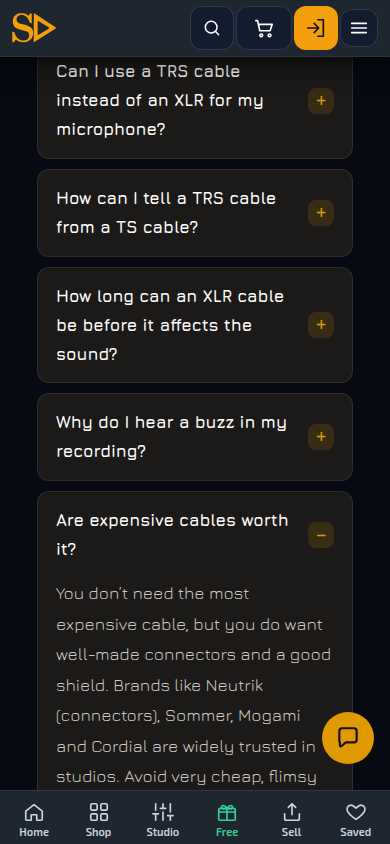 Can I use a TRS cable
instead of an XLR for my
microphone?
+
How can I tell a TRS cable
from a TS cable?
+
How long can an XLR cable
be before it affects the
sound?
+
Why do I hear a buzz in my
recording?
+
Are expensive cables worth
it?
−
You don't need the most
expensive cable, but you do want
well-made connectors and a good
shield. Brands like Neutrik
(connectors), Sommer, Mogami
and Cordial are widely trusted in
studios. Avoid very cheap, flimsy
Home Shop Studio Free Sell Saved